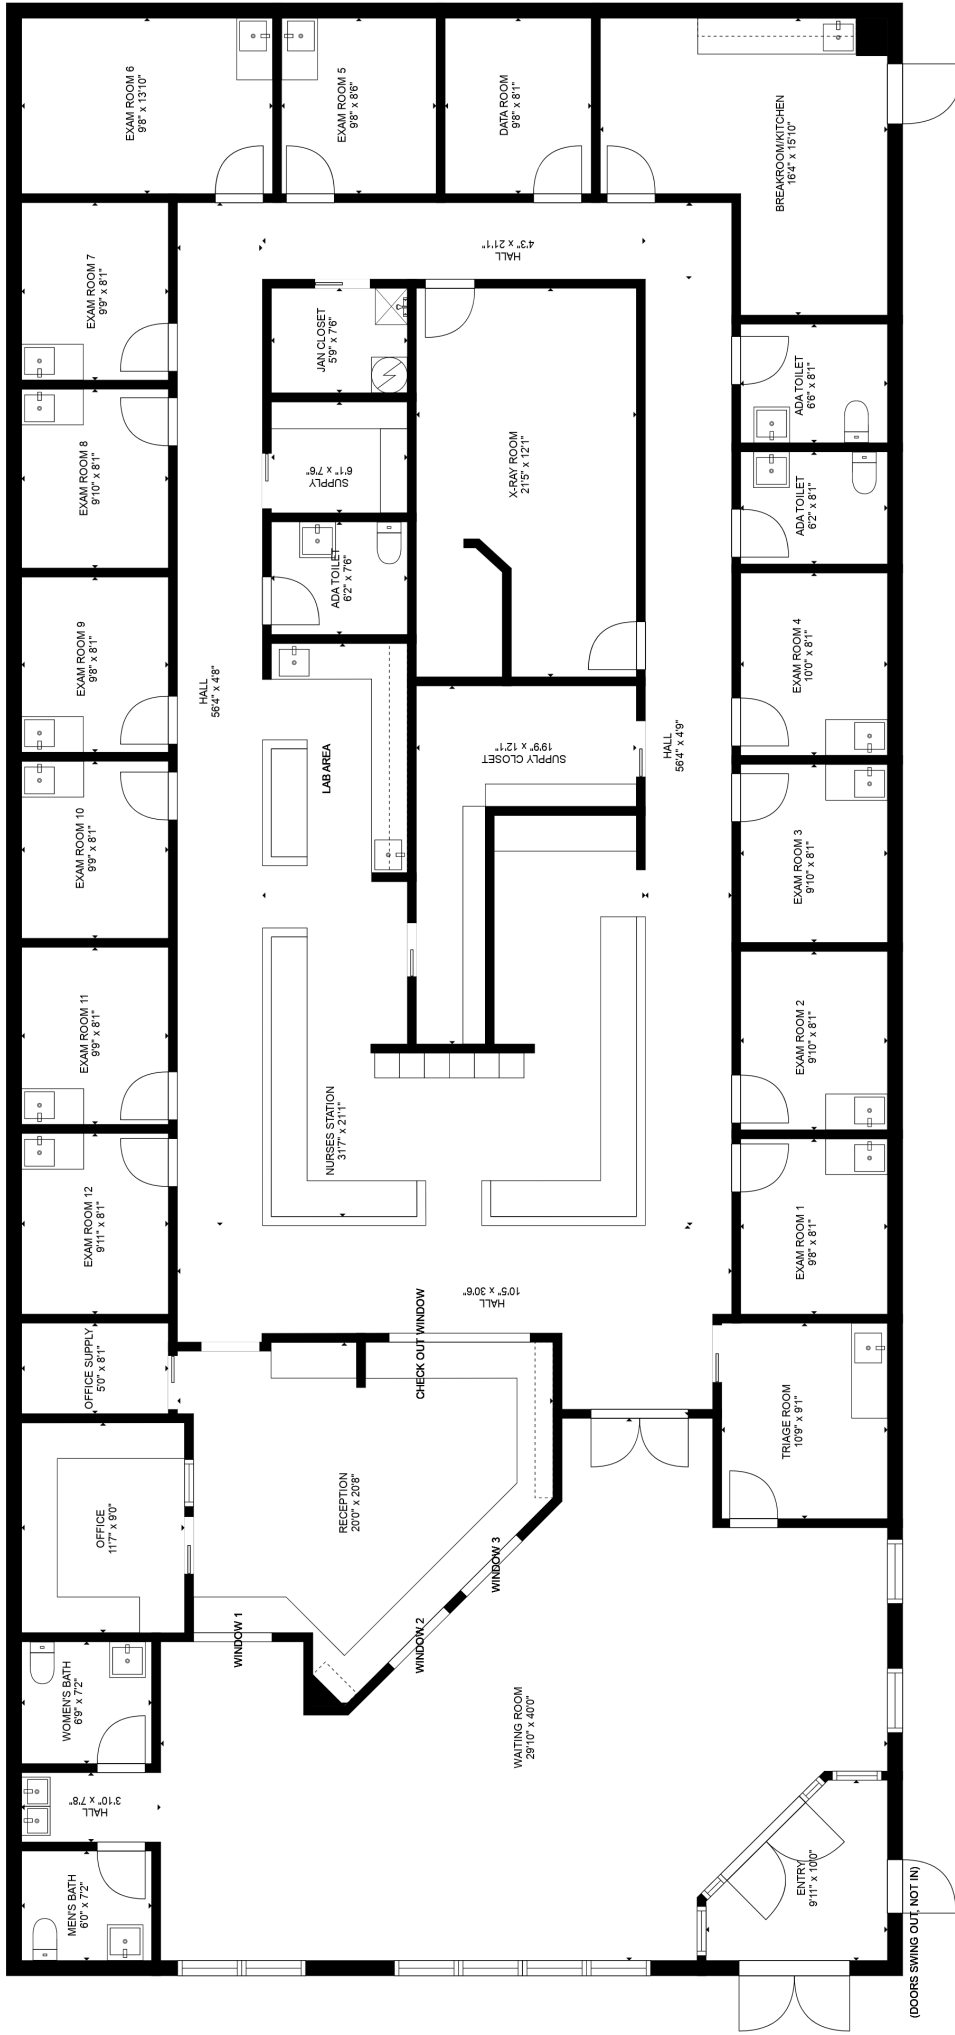 EXAM ROOM 6
9'8" x 13'10"
EXAM ROOM 5
9'8" x 8'6"
DATA ROOM
9'8" x 8'1"
BREAKROOM/KITCHEN
16'4" x 15'10"
EXAM ROOM 7
9'9" x 8'1"
HALL
4'3" x 21'1"
JAN CLOSET
5'9" x 7'6"
ADA TOILET
6'6" x 8'1"
EXAM ROOM 8
9'10" x 8'1"
SUPPLY
6'1" x 7'6"
X-RAY ROOM
21'5" x 12'1"
ADA TOILET
6'2" x 8'1"
ADA TOILET
6'2" x 7'6"
EXAM ROOM 9
9'8" x 8'1"
HALL
56'4" x 4'8"
EXAM ROOM 4
10'0" x 8'1"
LAB AREA
SUPPLY CLOSET
19'9" x 12'1"
HALL
56'4" x 4'9"
EXAM ROOM 10
9'9" x 8'1"
EXAM ROOM 3
9'10" x 8'1"
EXAM ROOM 11
9'9" x 8'1"
EXAM ROOM 2
9'10" x 8'1"
NURSES STATION
31'7" x 21'1"
EXAM ROOM 12
9'11" x 8'1"
EXAM ROOM 1
9'8" x 8'1"
HALL
10'5" x 30'6"
OFFICE SUPPLY
5'0" x 8'1"
CHECK OUT WINDOW
TRIAGE ROOM
10'9" x 9'1"
OFFICE
11'7" x 9'0"
RECEPTION
20'0" x 20'8"
WINDOW 3
WINDOW 1
WINDOW 2
WOMEN'S BATH
6'9" x 7'2"
WAITING ROOM
29'10" x 40'0"
HALL
3'10" x 7'8"
MEN'S BATH
6'0" x 7'2"
ENTRY
9'11" x 10'0"
(DOORS SWING OUT, NOT IN)